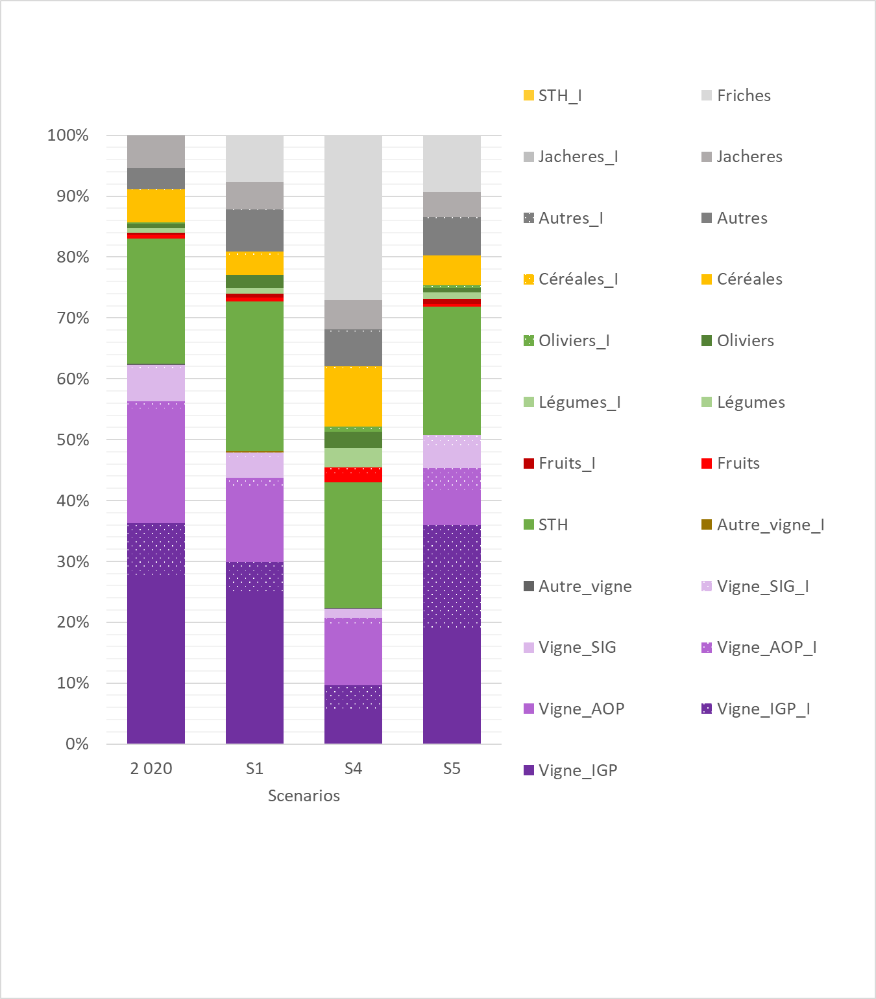 STH_I
Friches
100%
Jacheres_I
Jacheres
90%
Autres_I
Autres
80%
Céréales_I
Céréales
70%
Oliviers_I
Oliviers
60%
Légumes_I
Légumes
50%
Fruits_I
Fruits
40%
STH
Autre_vigne_I
30%
Autre_vigne
Vigne_SIG_I
20%
Vigne_SIG
Vigne_AOP_I
10%
Vigne_AOP
Vigne_IGP_I
0%
2 020
S1
S4
S5
Vigne_IGP
Scenarios